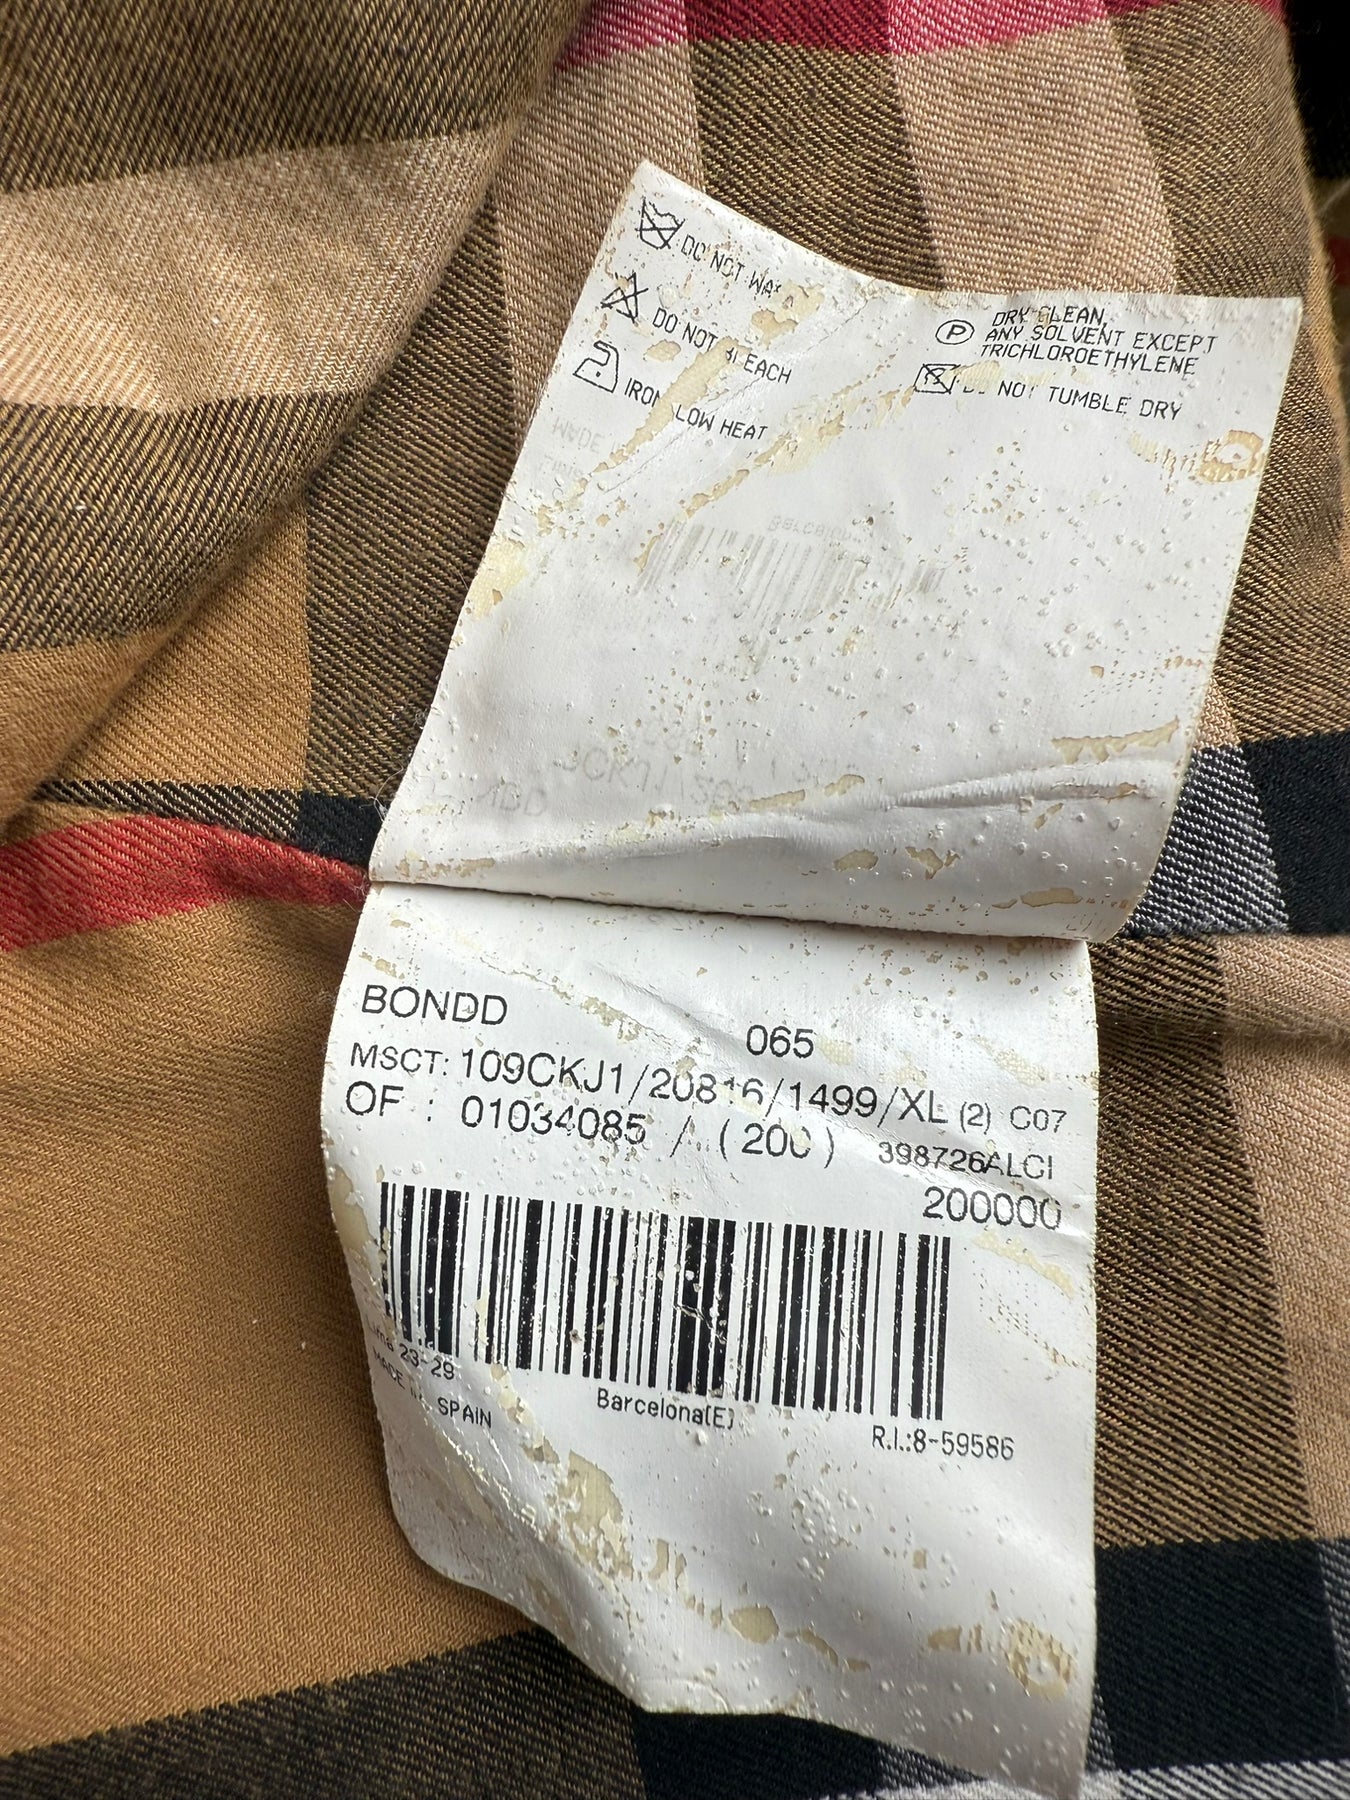 DO NOT
DO NOT BLEACH
IRON LOW HEAT
P
DRY CLEAN,
ANY SOLVENT EXCEPT
TRICHLOROETHYLENE
DO NOT TUMBLE DRY
BONDD
065
MSCT: 109CKJ1/20816/1499/XL (2) C07
OF : 01034085 / (200) 398726ALCI
200000
23-29
MADE IN SPAIN
Barcelona(E)
R.I.:8-59586